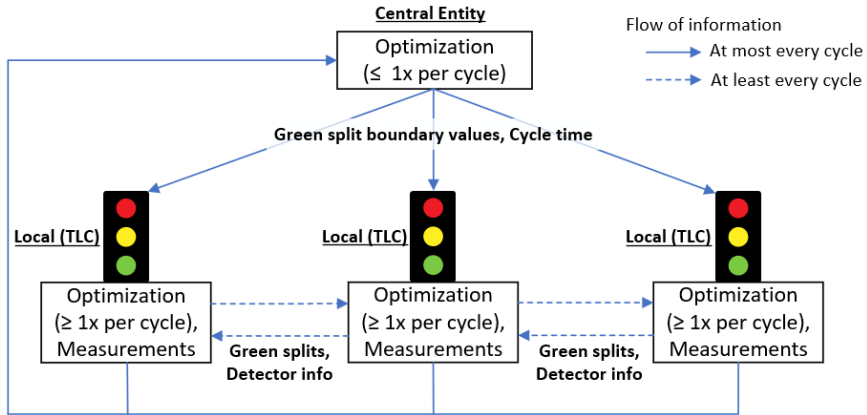 Central Entity
Optimization
(≤ 1x per cycle)
Flow of information
At most every cycle
At least every cycle
Green split boundary values, Cycle time
Local (TLC)
Local (TLC)
Local (TLC)
Optimization
(≥ 1x per cycle),
Measurements
Green splits,
Detector info
Optimization
(≥ 1x per cycle),
Measurements
Green splits,
Detector info
Optimization
(≥ 1x per cycle),
Measurements